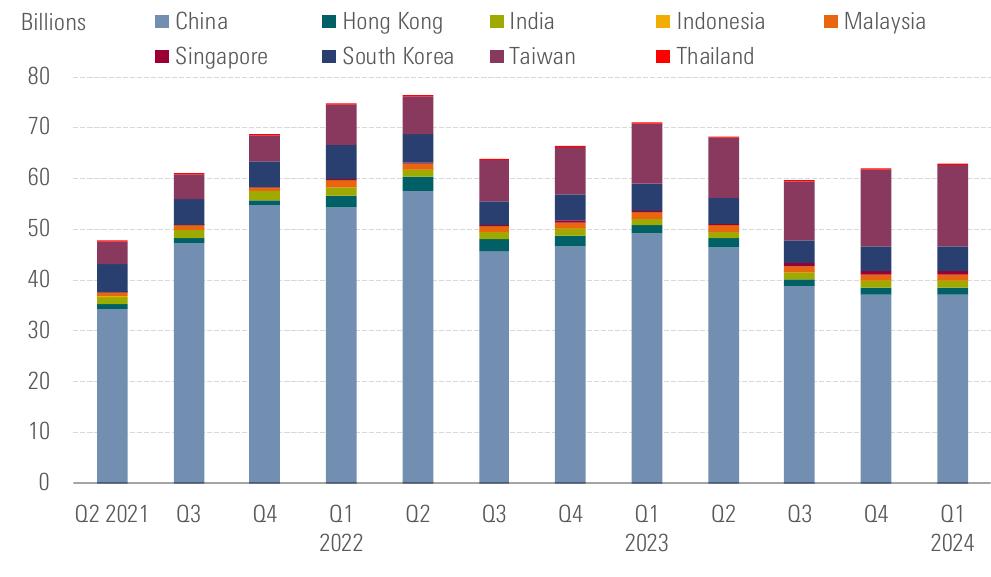 Billions China Hong Kong India Indonesia Malaysia
Singapore South Korea Taiwan Thailand
80
70
60
50
40
30
20
10
0
Q2 2021 Q3 Q4 Q1 Q2 Q3 Q4 Q1 Q2 Q3 Q4 Q1
2022 2023 2024